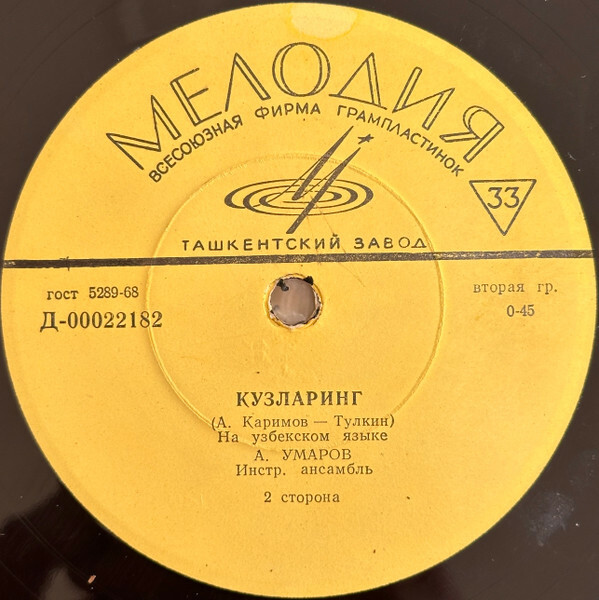 МЕЛОДИЯ
ВСЕСОЮЗНАЯ ФИРМА ГРАМПЛАСТИНОК
33
ТАШКЕНТСКИЙ ЗАВОД
гост 5289-68
Д-00022182
вторая гр.
0-45
КУЗЛАРИНГ
(А. Каримов — Тулкин)
На узбекском языке
А. УМАРОВ
Инстр. ансамбль
2 сторона